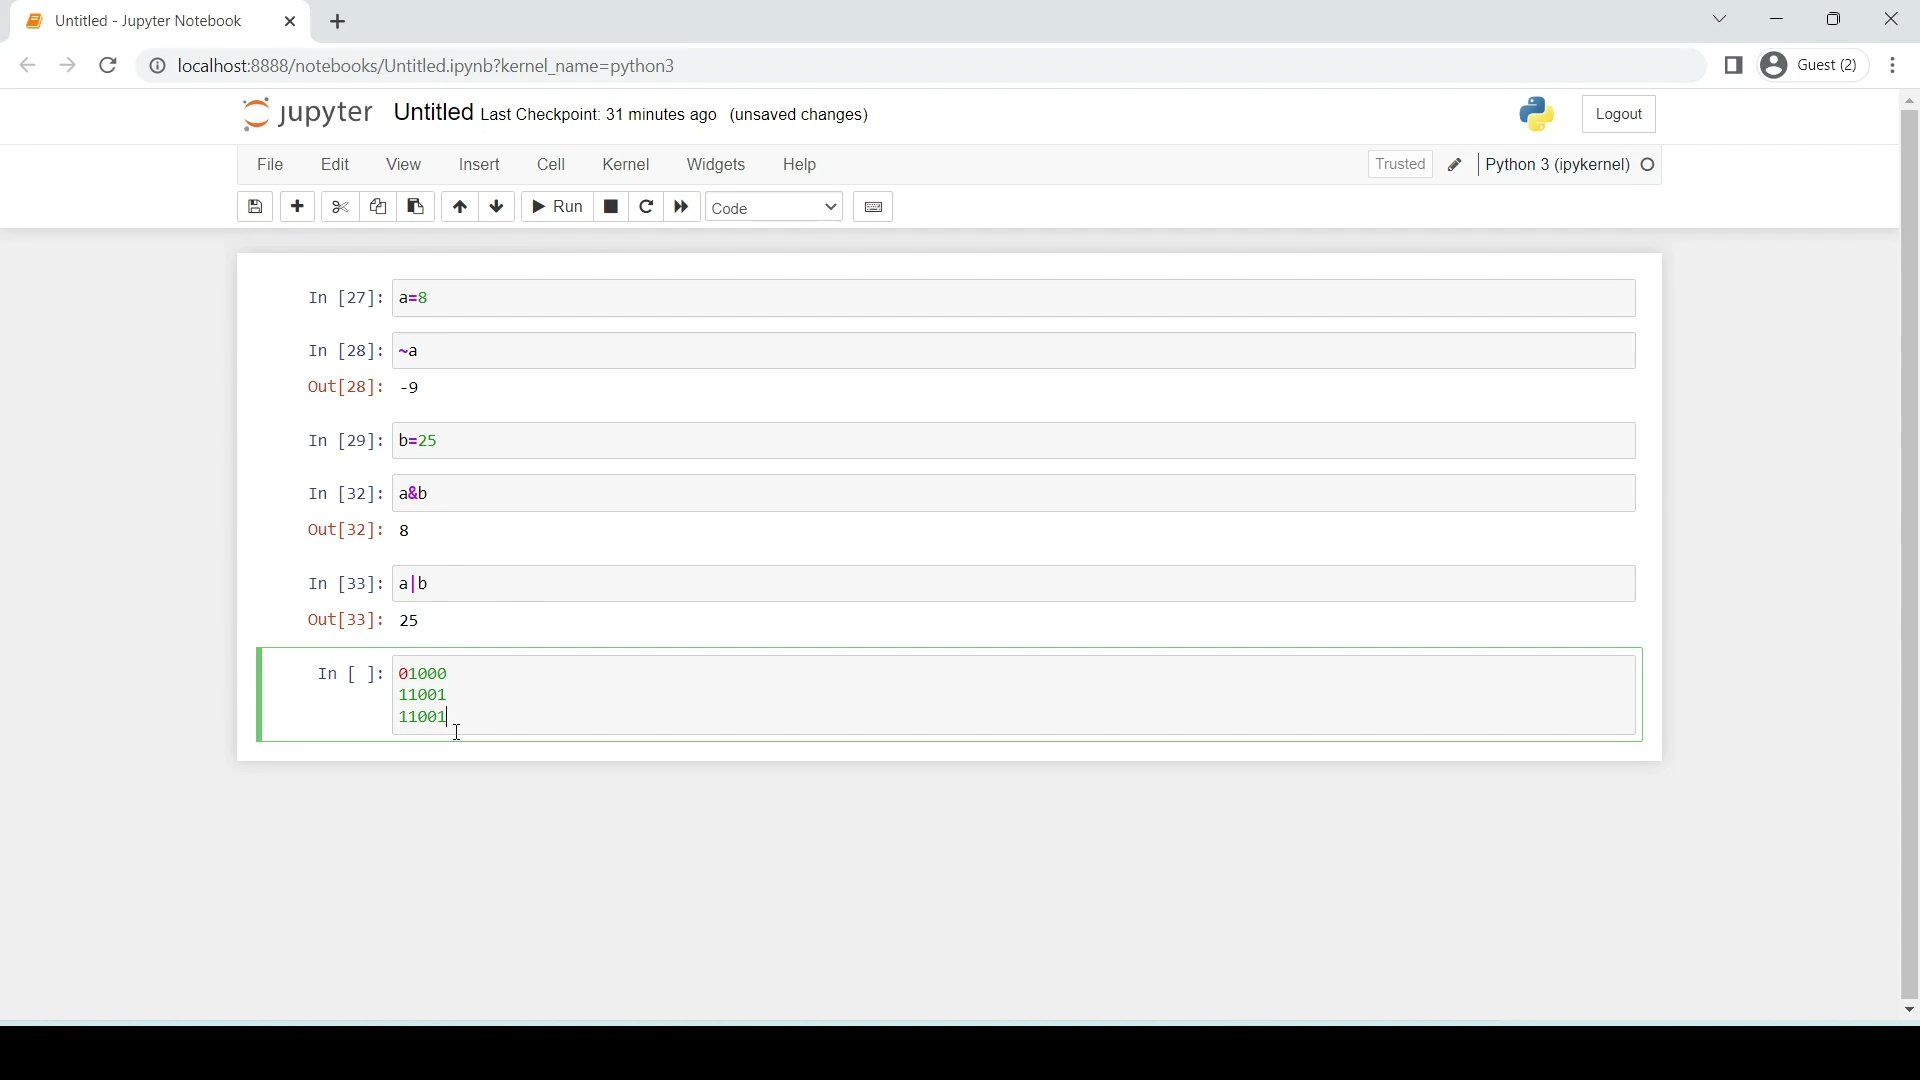 Untitled - Jupyter Notebook
localhost:8888/notebooks/Untitled.ipynb?kernel_name=python3
Guest (2)
jupyter Untitled Last Checkpoint: 31 minutes ago (unsaved changes)
Logout
File Edit View Insert Cell Kernel Widgets Help
Trusted
Python 3 (ipykernel)
Run
Code
In [27]: a=8
In [28]: ~a
Out[28]: -9
In [29]: b=25
In [32]: a&b
Out[32]: 8
In [33]: a|b
Out[33]: 25
In [ ]: 01000
11001
11001